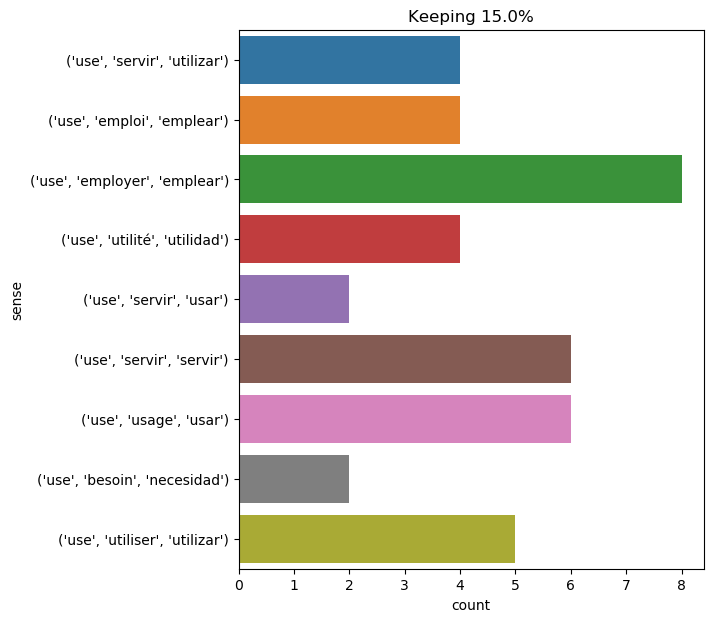 Keeping 15.0%
('use', 'servir', 'utilizar')
('use', 'emploi', 'emplear')
('use', 'employer', 'emplear')
('use', 'utilité', 'utilidad')
('use', 'servir', 'usar')
('use', 'servir', 'servir')
('use', 'usage', 'usar')
('use', 'besoin', 'necesidad')
('use', 'utiliser', 'utilizar')
sense
0 1 2 3 4 5 6 7 8
count